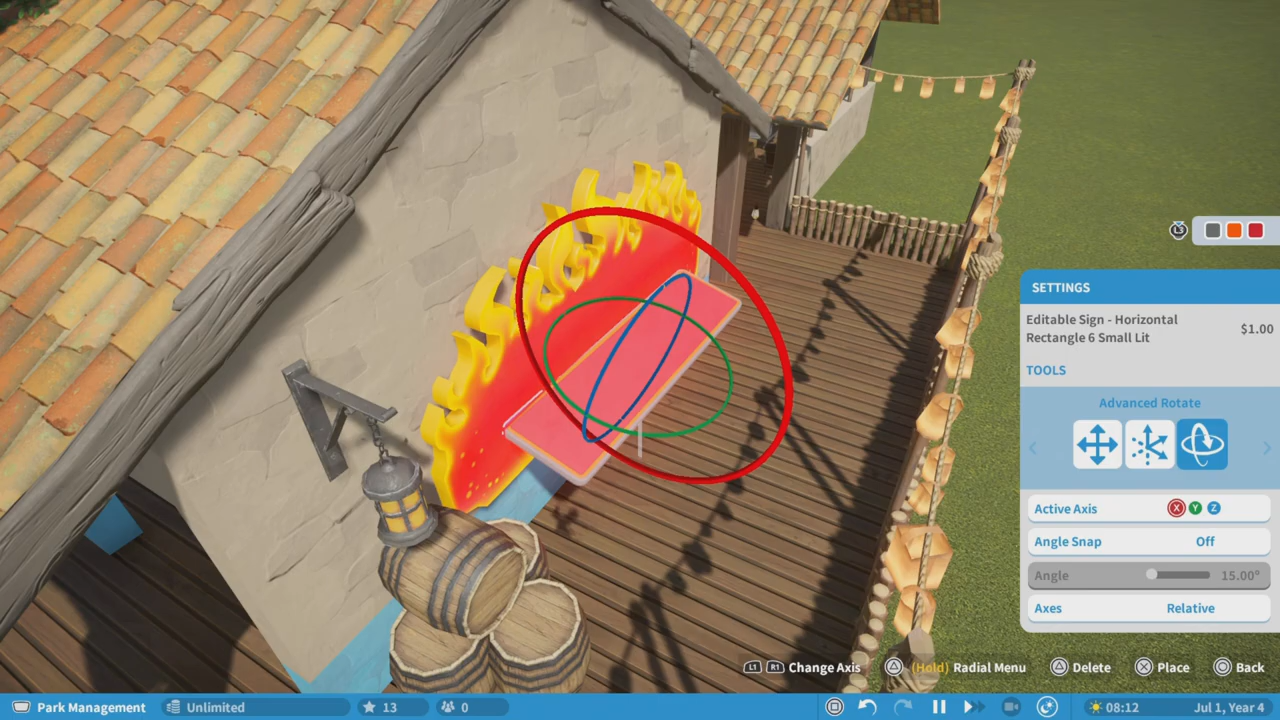 SETTINGS
Editable Sign - Horizontal
Rectangle 6 Small Lit
$1.00
TOOLS
Advanced Rotate
Active Axis X Y Z
Angle Snap Off
Angle 15.00°
Axes Relative
L1 R1 Change Axis (Hold) Radial Menu Delete Place Back
Park Management Unlimited 13 0 08:12 Jul 1, Year 4